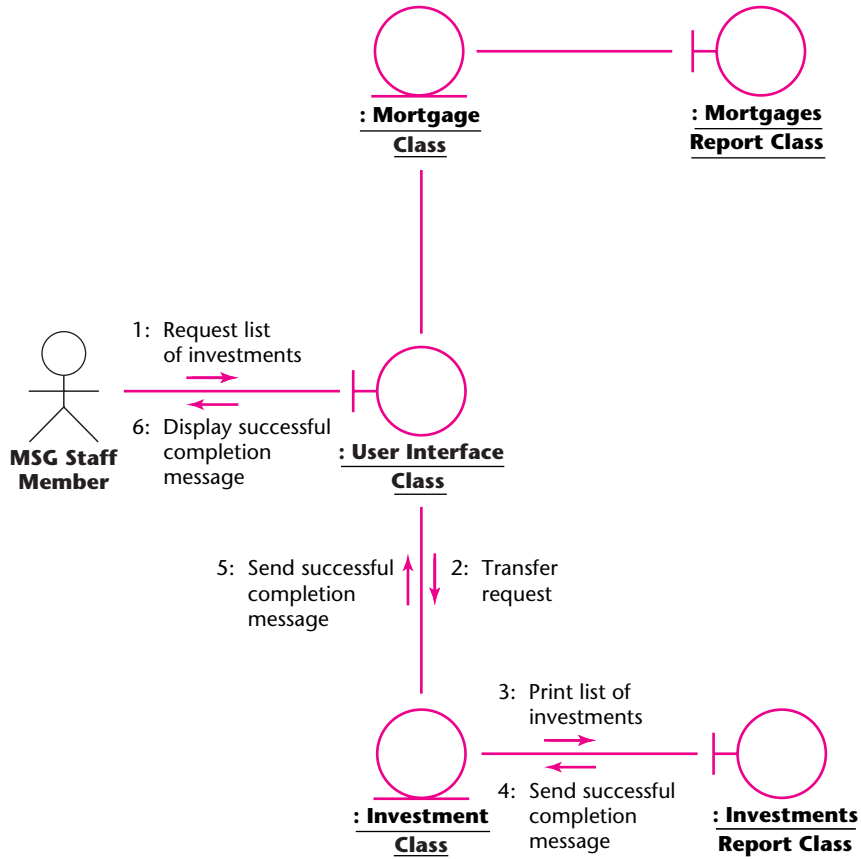 : Mortgage
Class
: Mortgages
Report Class
1: Request list
of investments
6: Display successful
completion
message
MSG Staff
Member
: User Interface
Class
5: Send successful
completion
message
2: Transfer
request
3: Print list of
investments
4: Send successful
completion
message
: Investment
Class
: Investments
Report Class